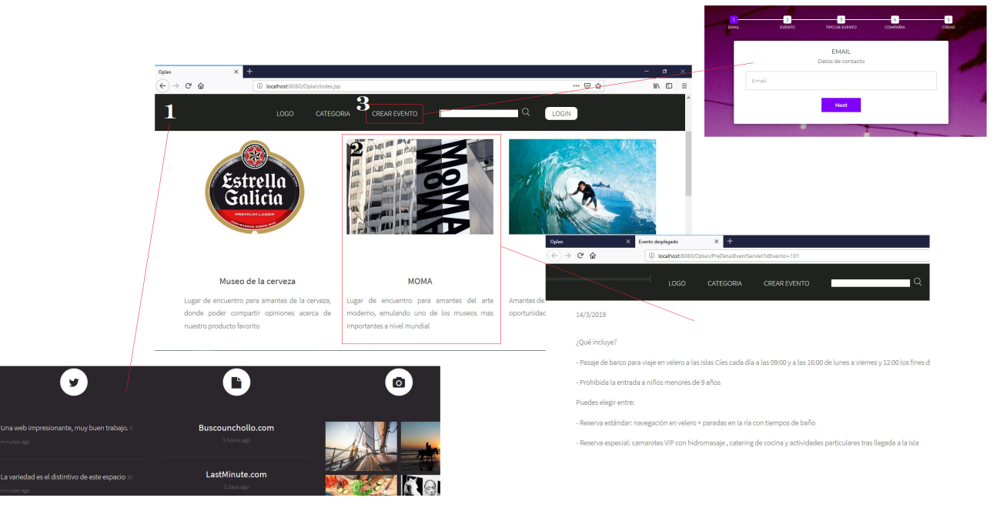 1 2 3 4 5
EMAIL EVENTO TIPO DE EVENTO COMPAÑIA CREAR
EMAIL
Datos de contacto
Email
Next
Oplan
localhost:8080/Oplan/index.jsp
1
LOGO CATEGORIA CREAR EVENTO LOGIN
3
2
Estrella
Galicia
PREMIUM LAGER
MOMA
MOMA
Museo de la cerveza
Lugar de encuentro para amantes de la cerveza,
donde poder compartir opiniones acerca de
nuestro producto favorito
MOMA
Lugar de encuentro para amantes del arte
moderno, emulando uno de los museos mas
importantes a nivel mundial
Amantes de
oportunidac
Oplan Evento desplegado
localhost:8080/Oplan/PreDetailEventServlet?idEvento=101
LOGO CATEGORIA CREAR EVENTO
14/3/2019
¿Qué incluye?
- Pasaje de barco para viaje en velero a las islas Cíes cada día a las 09:00 y a las 16:00 de lunes a viernes y 12:00 los fines d
- Prohibida la entrada a niños menores de 9 años
Puedes elegir entre:
- Reserva estándar: navegación en velero + paradas en la ría con tiempos de baño
- Reserva especial: camarotes VIP con hidromasaje , catering de cocina y actividades particulares tras llegada a la isla
Una web impresionante, muy buen trabajo. 5
minutes ago
La variedad es el distintivo de este espacio 30
minutes ago
Buscounchollo.com
3 hours ago
LastMinute.com
2 days ago